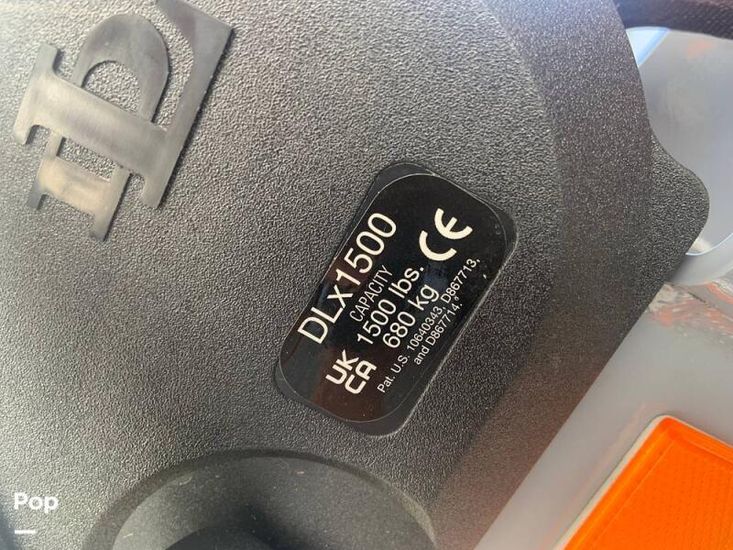 DLX1500
CAPACITY
1500 lbs.
680 kg
CE
UK
CA
Pat. U.S. 10640343, D867713,
and D867714.
Pop